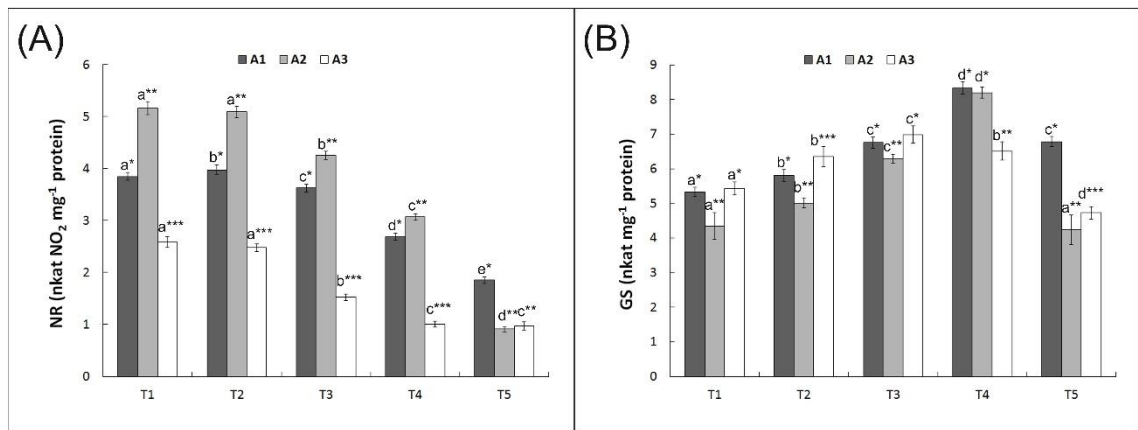 (A)
A1 A2 A3
NR (nkat NO2 mg-1 protein)
6
5
4
3
2
1
0
a* a** a***
b* a** a***
c* b** b***
d* c** c***
e* d** c**
T1 T2 T3 T4 T5
(B)
A1 A2 A3
GS (nkat mg-1 protein)
9
8
7
6
5
4
3
2
1
0
a* a** a*
b* b** b***
c* c** c*
d* d* b**
c* a** d***
T1 T2 T3 T4 T5